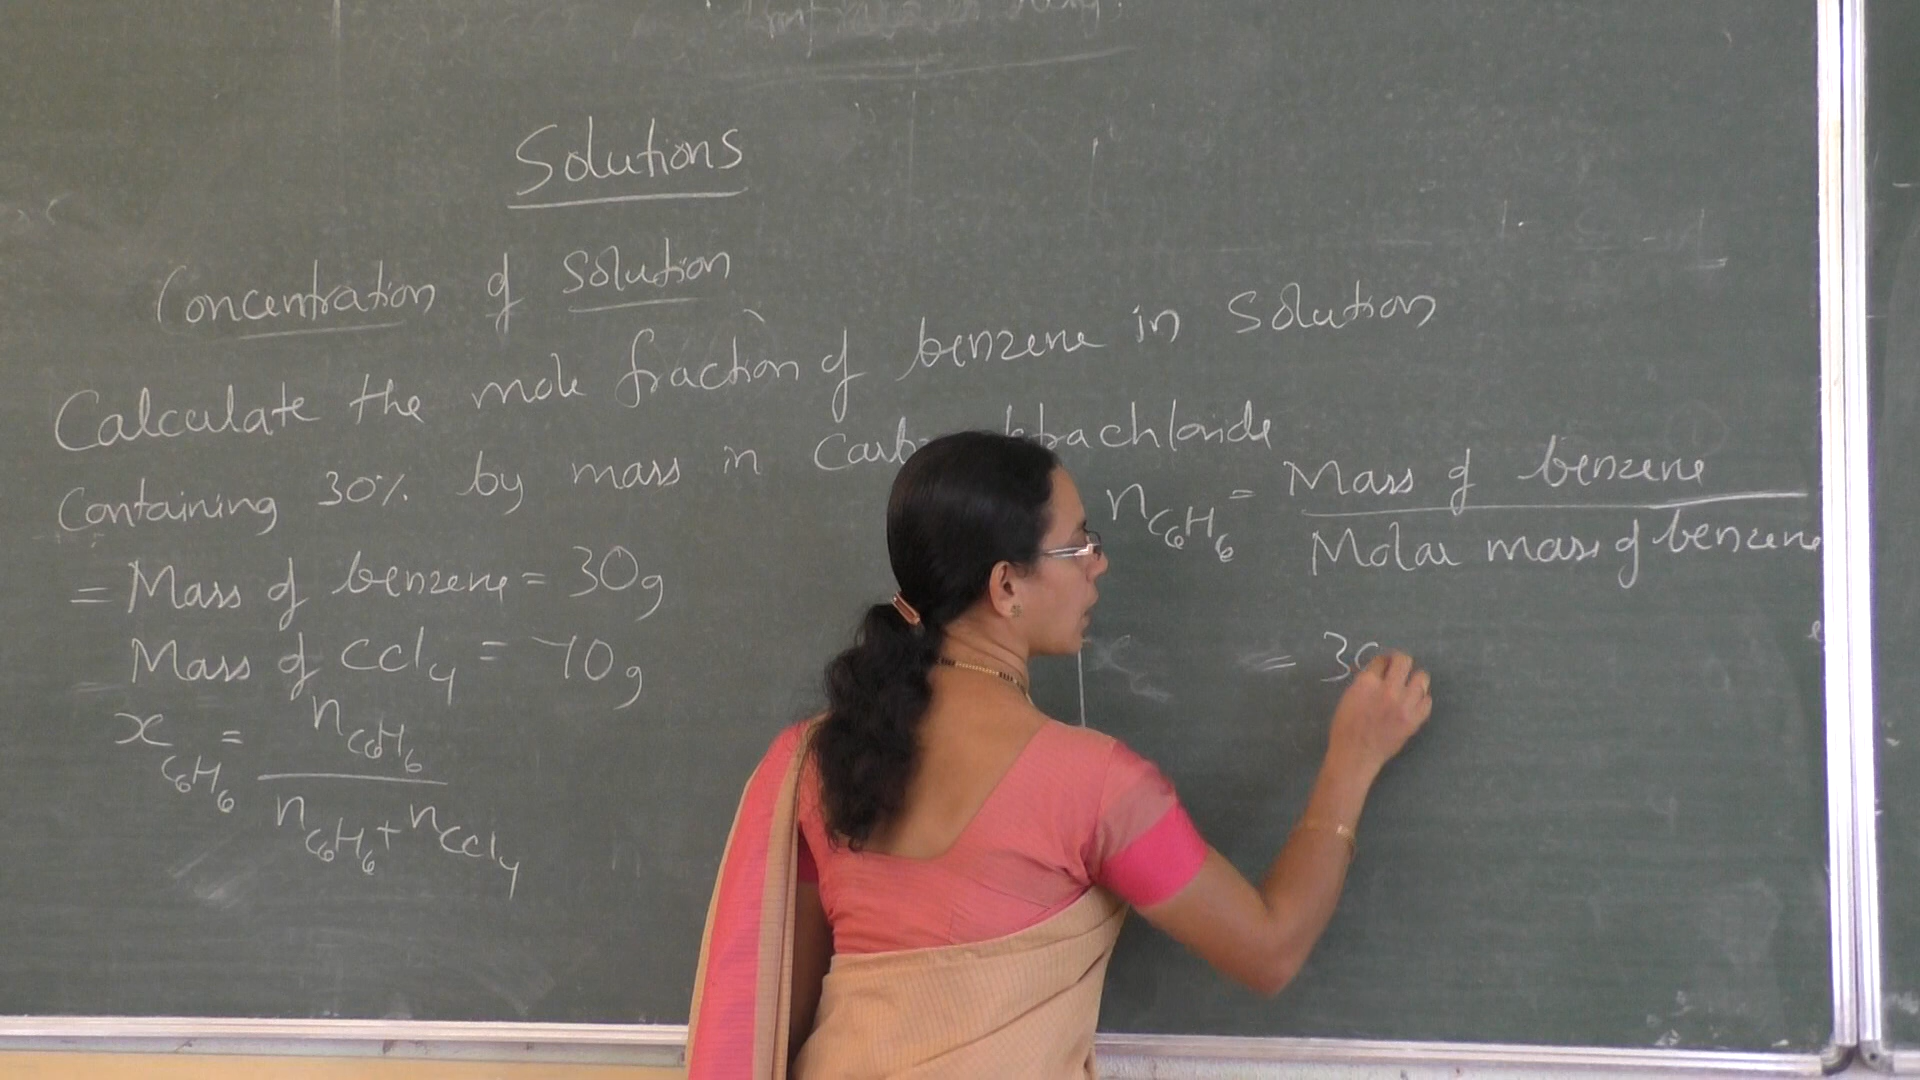 Solutions
Concentration of Solution
Calculate the mole fraction of benzene in Solution
Containing 30% by mass in
= Mass of benzene = 30g
Mass of CCl4 = 70g
x C6H6 = n C6H6
n C6H6 + n CCl4
n C6H6 = Mass of benzene
Molar mass of benzene
= 30